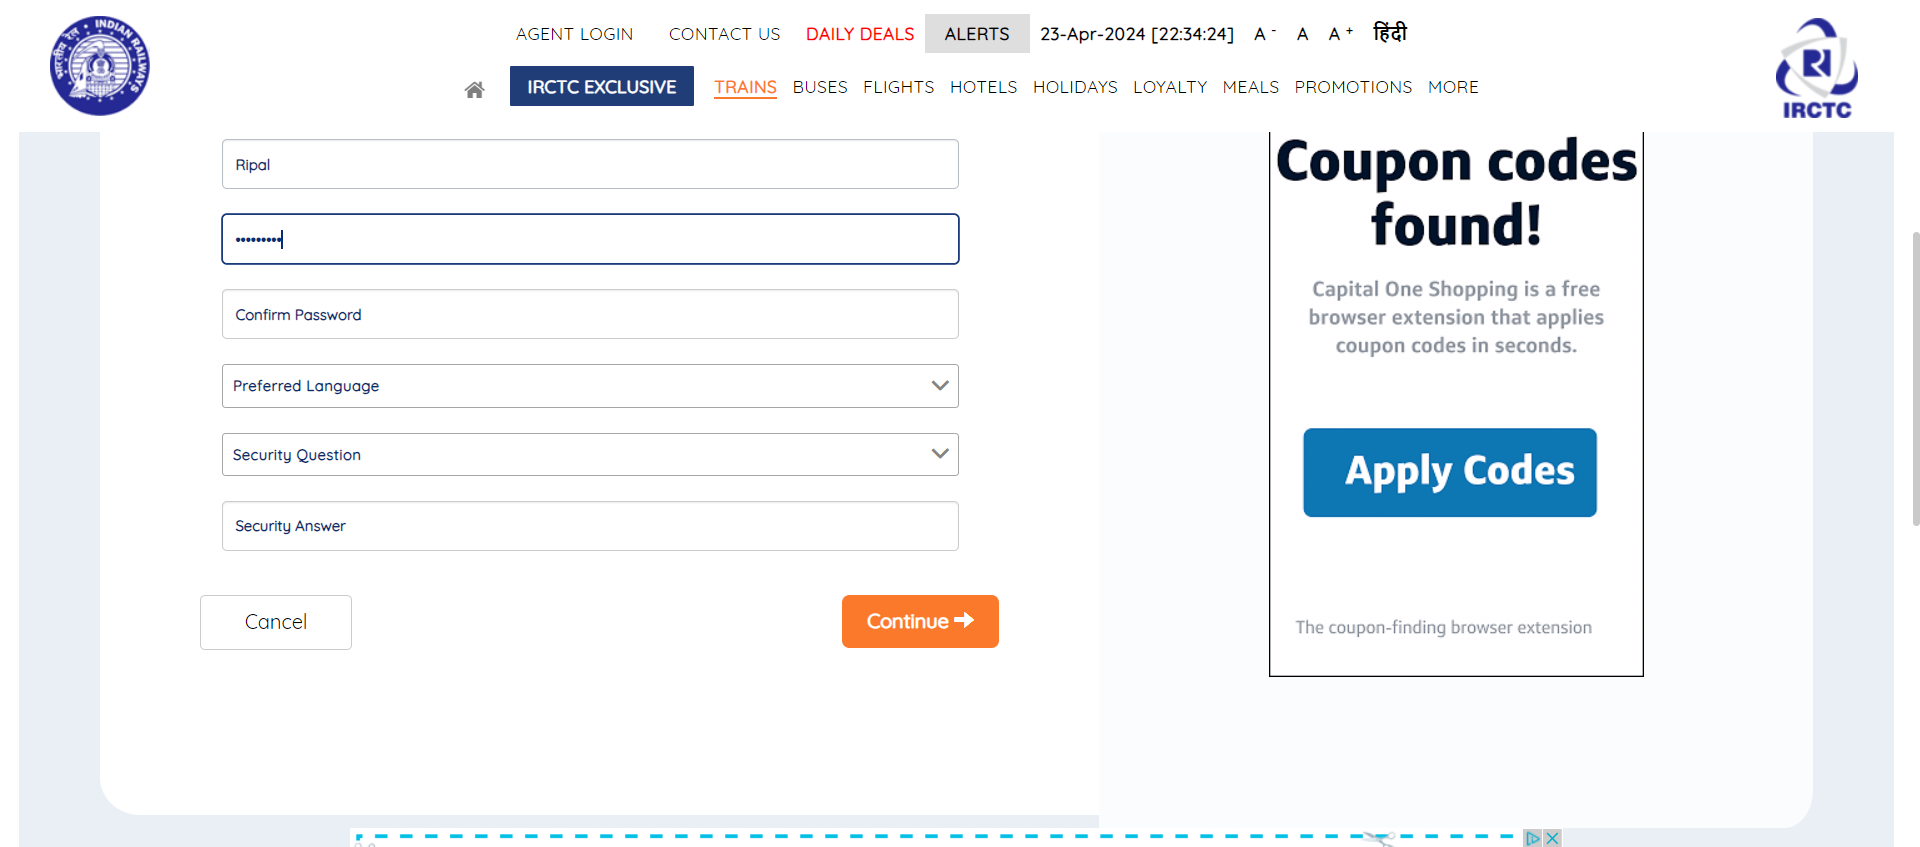 AGENT LOGIN CONTACT US DAILY DEALS ALERTS 23-Apr-2024 [22:34:24] A - A A + हिंदी
IRCTC EXCLUSIVE TRAINS BUSES FLIGHTS HOTELS HOLIDAYS LOYALTY MEALS PROMOTIONS MORE
INDIAN RAILWAYS
भारतीय रेल
IRCTC
Ripal
•••••••••
Confirm Password
Preferred Language
Security Question
Security Answer
Cancel
Continue
Coupon codes
found!
Capital One Shopping is a free
browser extension that applies
coupon codes in seconds.
Apply Codes
The coupon-finding browser extension